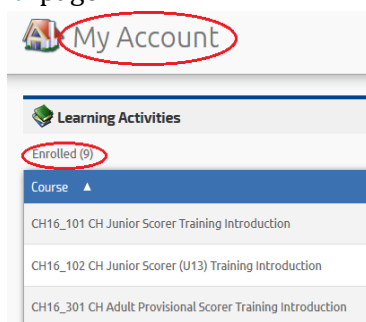 My Account
Learning Activities
Enrolled (9)
Course ▲
CH16_101 CH Junior Scorer Training Introduction
CH16_102 CH Junior Scorer (U13) Training Introduction
CH16_301 CH Adult Provisional Scorer Training Introduction